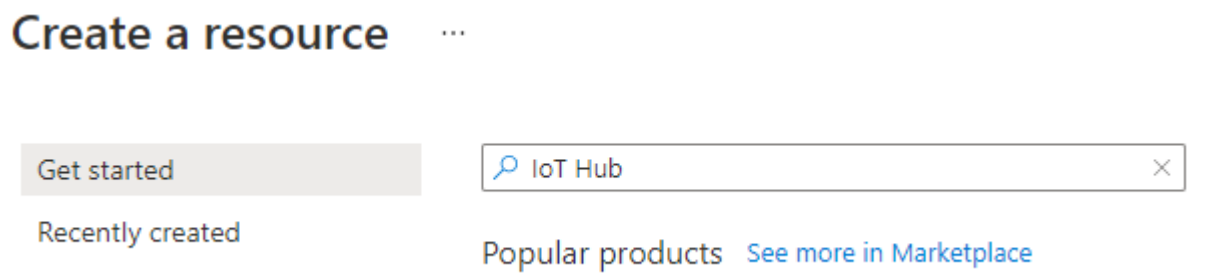 Create a resource ...
Get started
IoT Hub
Recently created
Popular products See more in Marketplace